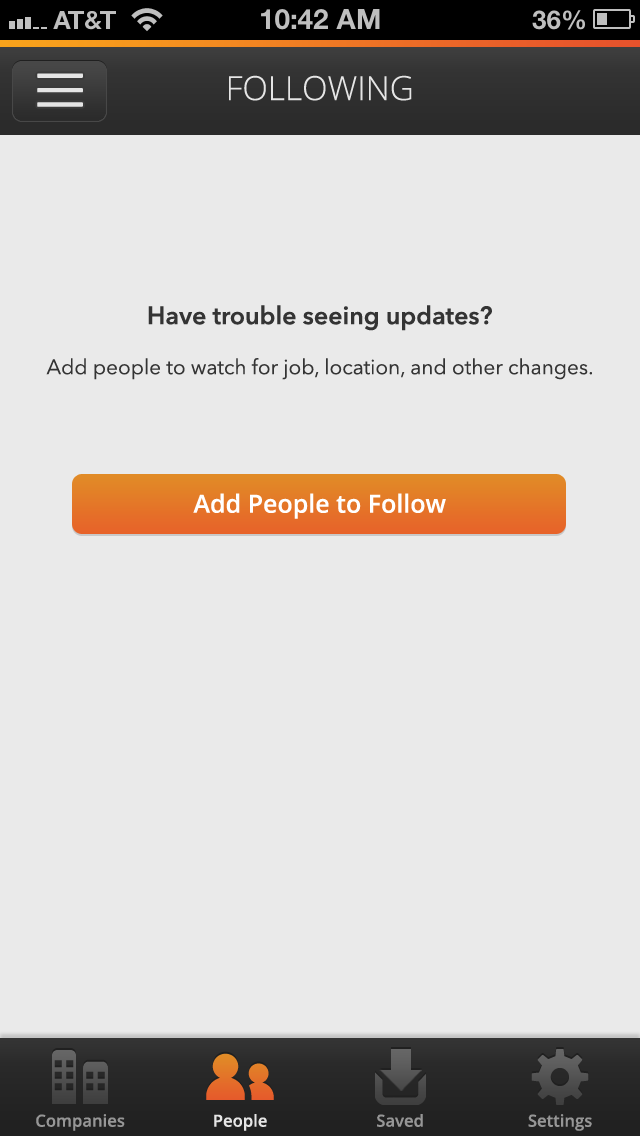 AT&T 10:42 AM 36%
FOLLOWING
Have trouble seeing updates?
Add people to watch for job, location, and other changes.
Add People to Follow
Companies People Saved Settings